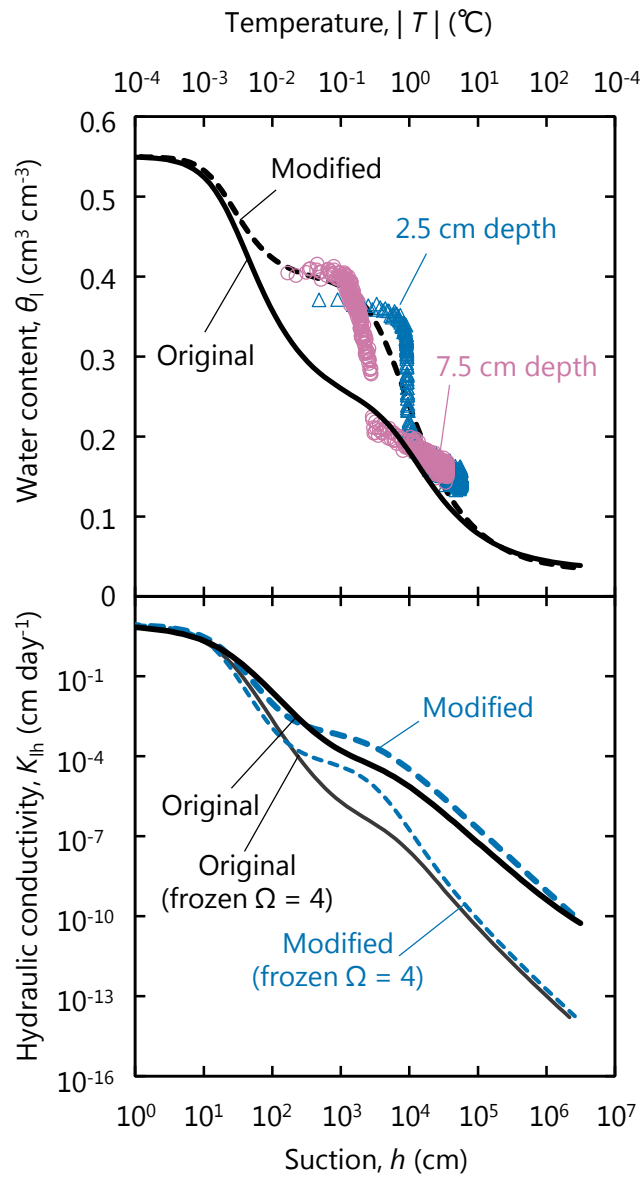 Temperature, | T | (℃)
10-4 10-3 10-2 10-1 100 101 102 10-4
0.6
0.5
0.4
0.3
0.2
0.1
0
Water content, θl (cm3 cm-3)
Modified
2.5 cm depth
Original
7.5 cm depth
10-1
10-4
10-7
10-10
10-13
10-16
Hydraulic conductivity, Klh (cm day-1)
Modified
Original
Original
(frozen Ω = 4)
Modified
(frozen Ω = 4)
100 101 102 103 104 105 106 107
Suction, h (cm)